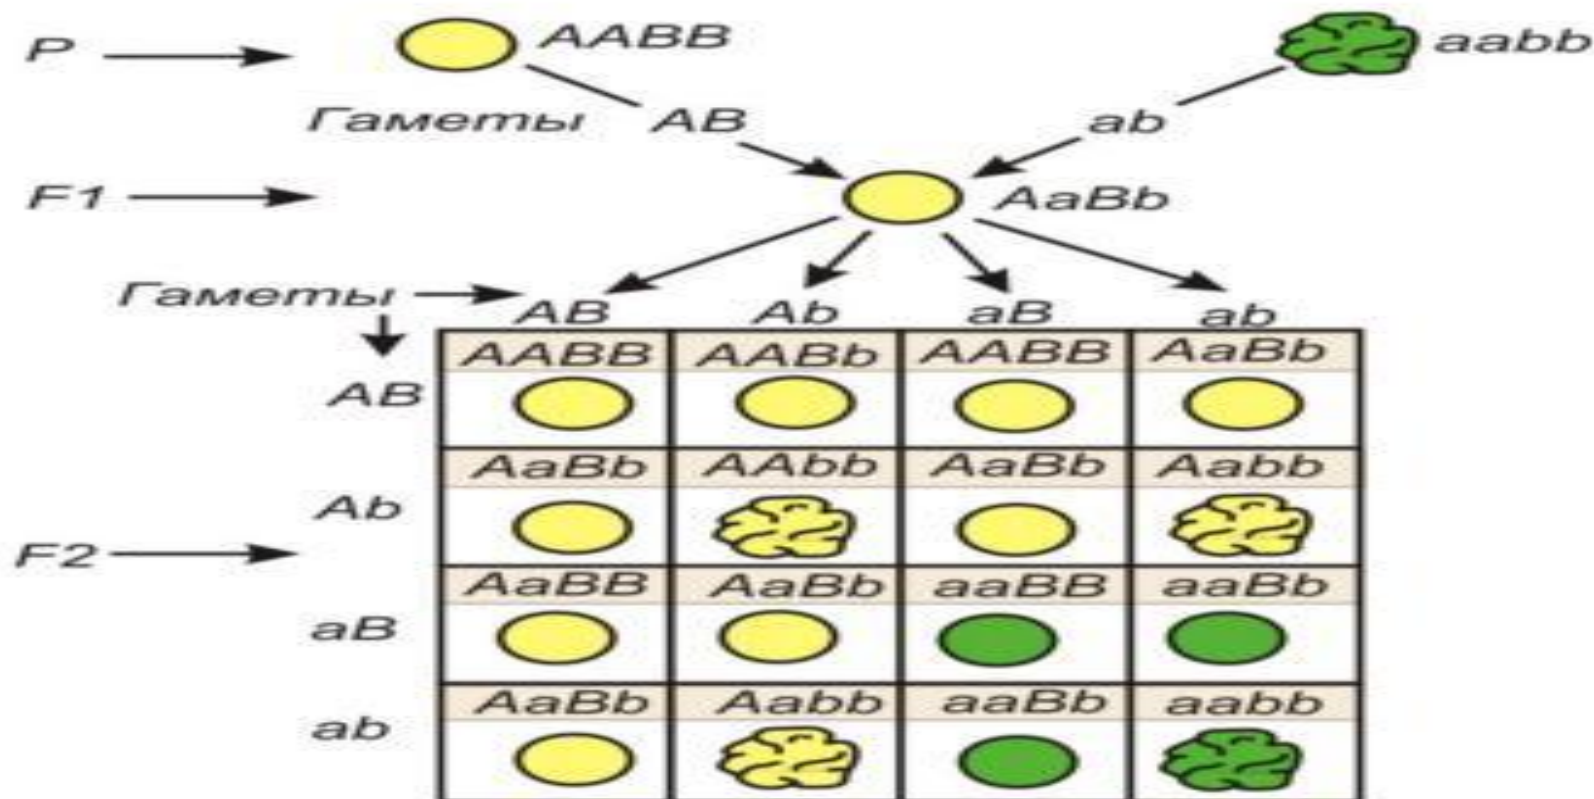 P AABB aabb
Гаметы AB ab
F1 AaBb
Гаметы AB Ab aB ab
AABB AABb AABB AaBb
AB
AaBb AAbb AaBb Aabb
Ab
F2
AaBB AaBb aaBB aaBb
aB
AaBb Aabb aaBb aabb
ab